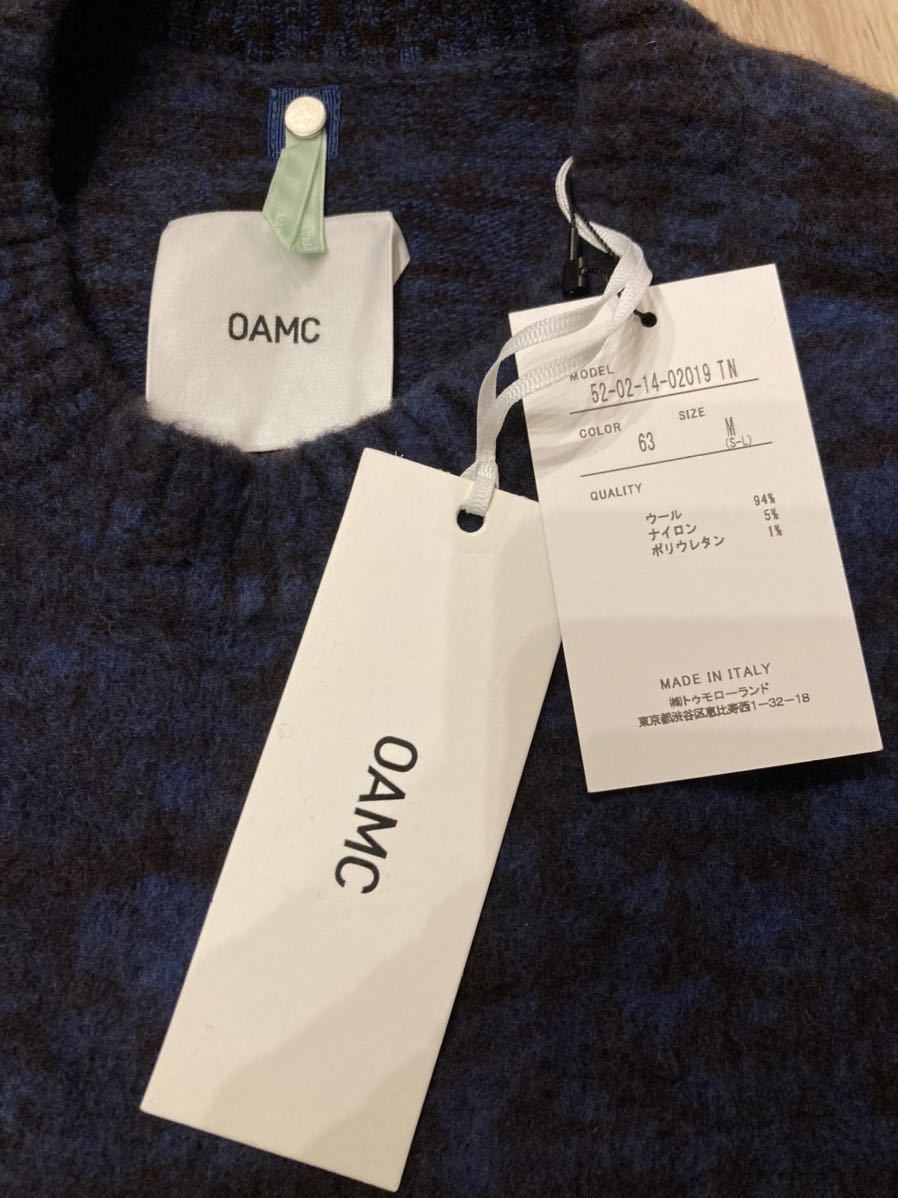 OAMC
MODEL
52-02-14-02019 TN
COLOR SIZE
63 M
(S-L)
QUALITY
94%
ウール 5%
ナイロン 1%
ポリウレタン
MADE IN ITALY
㈱トゥモローランド
東京都渋谷区恵比寿西1-32-18
OAMC